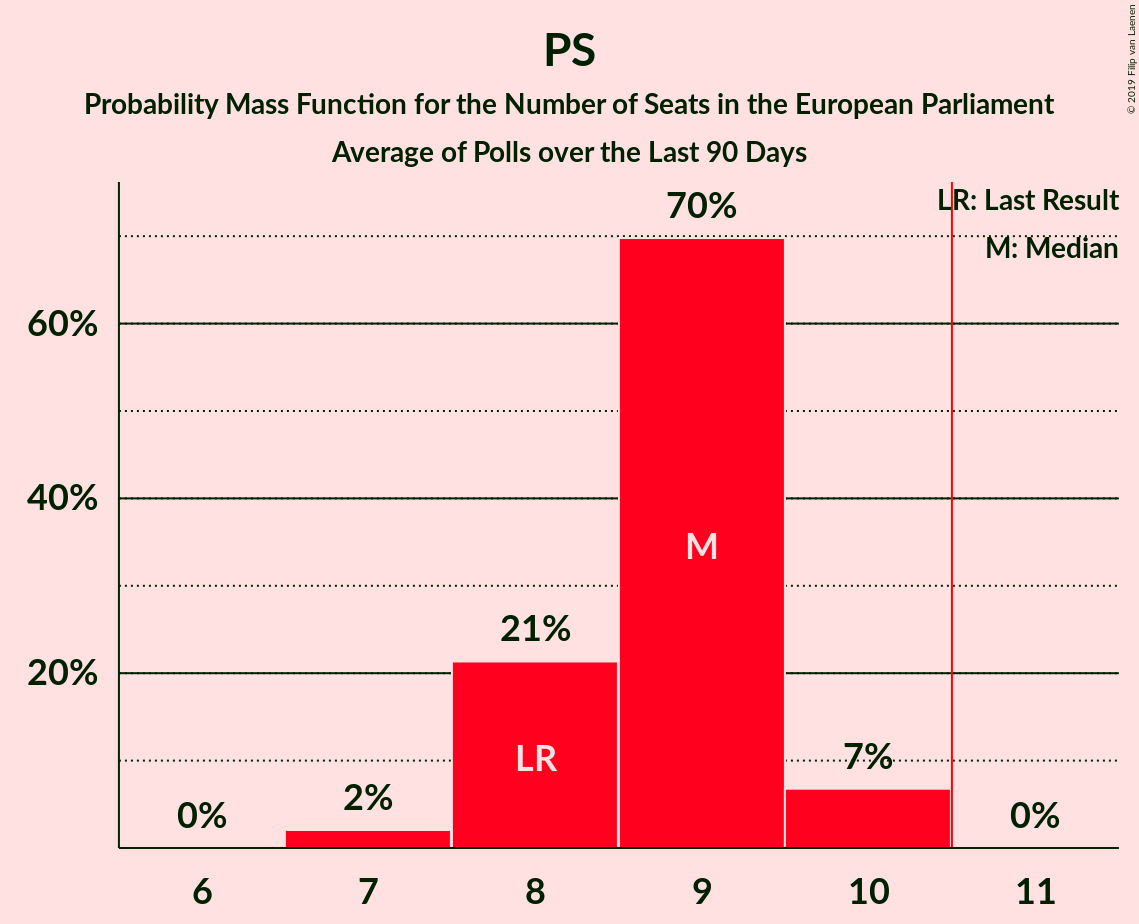 PS
Probability Mass Function for the Number of Seats in the European Parliament
Average of Polls over the Last 90 Days
© 2019 Filip van Laenen
LR: Last Result
M: Median
70%
60%
40%
20%
M
21%
LR
7%
2%
0%
0%
6 7 8 9 10 11